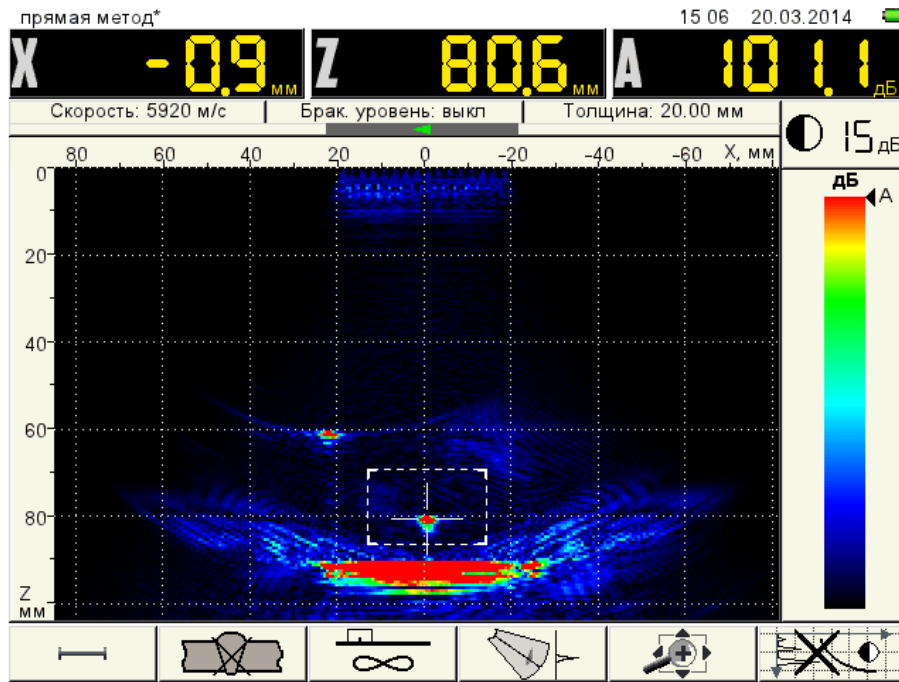 прямая метод* 15 06 20.03.2014
X -0.9 мм Z 80.6 мм A 101.1 дБ
Скорость: 5920 м/с Брак. уровень: выкл Толщина: 20.00 мм
15 дБ
80 60 40 20 0 -20 -40 -60 X, мм
дБ
A
0
20
40
60
80
Z
мм